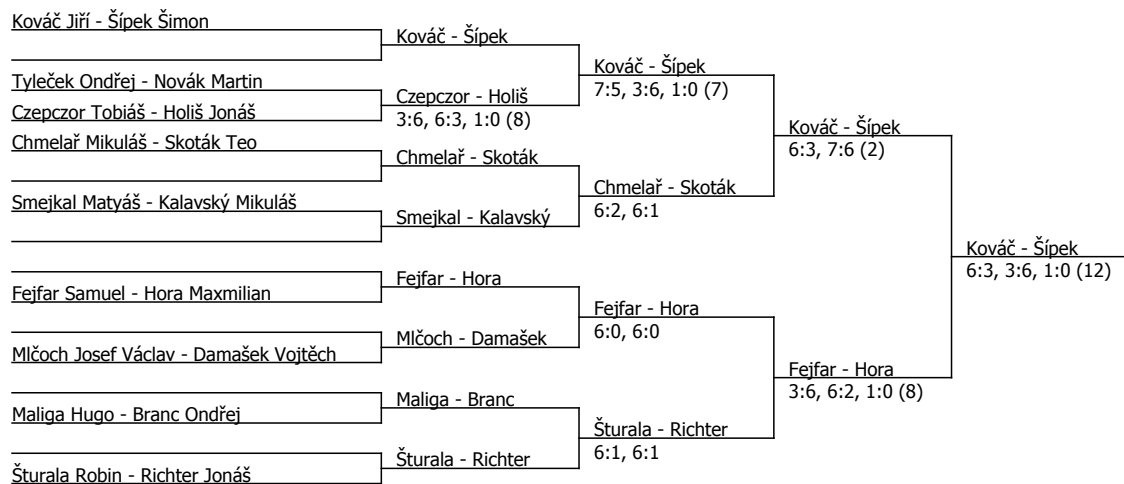 Kováč Jiří - Šípek Šimon
Tyleček Ondřej - Novák Martin
Czepczor Tobiáš - Holiš Jonáš
Chmelař Mikuláš - Skoták Teo
Smejkal Matyáš - Kalavský Mikuláš
Fejfar Samuel - Hora Maxmilian
Mlčoch Josef Václav - Damašek Vojtěch
Maliga Hugo - Branc Ondřej
Šturala Robin - Richter Jonáš
Kováč - Šípek
Czepczor - Holiš
3:6, 6:3, 1:0 (8)
Chmelař - Skoták
Smejkal - Kalavský
Fejfar - Hora
Mlčoch - Damašek
Maliga - Branc
Šturala - Richter
Kováč - Šípek
7:5, 3:6, 1:0 (7)
Chmelař - Skoták
6:2, 6:1
Fejfar - Hora
6:0, 6:0
Šturala - Richter
6:1, 6:1
Kováč - Šípek
6:3, 7:6 (2)
Fejfar - Hora
3:6, 6:2, 1:0 (8)
Kováč - Šípek
6:3, 3:6, 1:0 (12)